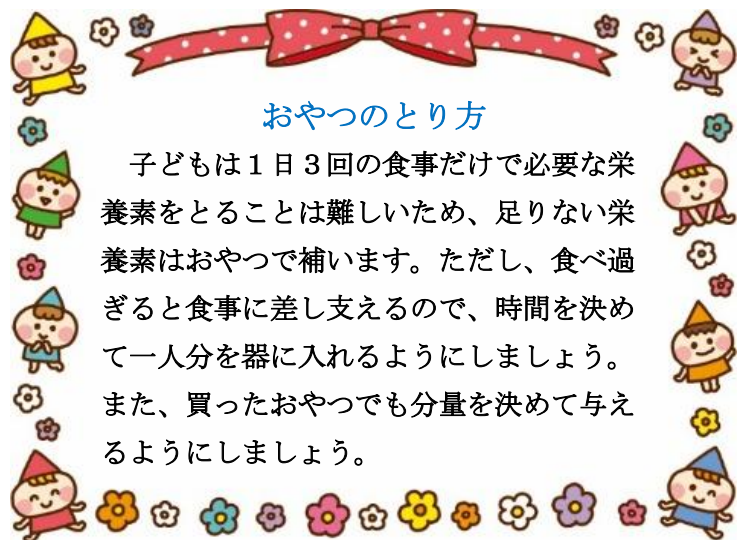 おやつのとり方
　子どもは１日３回の食事だけで必要な栄
養素をとることは難しいため、足りない栄
養素はおやつで補います。ただし、食べ過
ぎると食事に差し支えるので、時間を決め
て一人分を器に入れるようにしましょう。
また、買ったおやつでも分量を決めて与え
るようにしましょう。